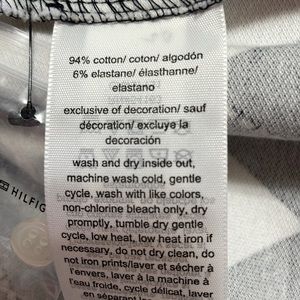 94% cotton/ coton/ algodón
6% elastane/ élasthanne/
elastano
exclusive of decoration/ sauf
décoration/ excluye la
decoración
wash and dry inside out,
machine wash cold, gentle
cycle, wash with like colors,
non-chlorine bleach only, dry
promptly, tumble dry gentle
cycle, low heat, low heat iron if
necessary, do not dry clean, do
not iron prints/laver et sécher à
l'envers, laver à la machine à
l'eau froide, cycle délicat, laver
en séparant les
HILFIG